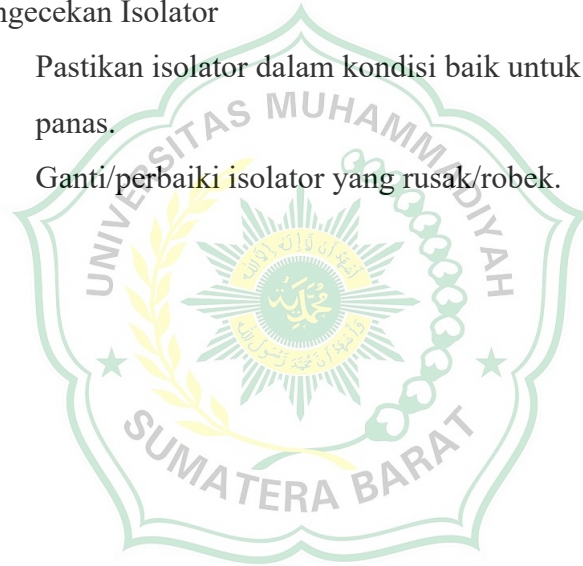 ngecekan Isolator
Pastikan isolator dalam kondisi baik untuk
panas.
Ganti/perbaiki isolator yang rusak/robek.
UNIVERSITAS MUHAMMADIYAH
SUMATERA BARAT